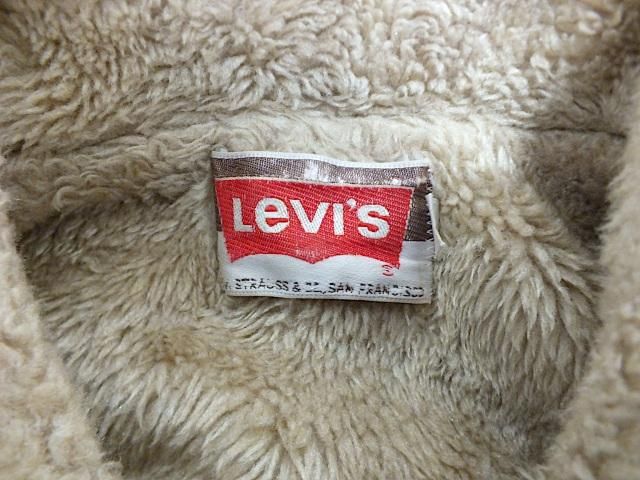 LEVI'S
®
STRAUSS & CO., SAN FRANCISCO